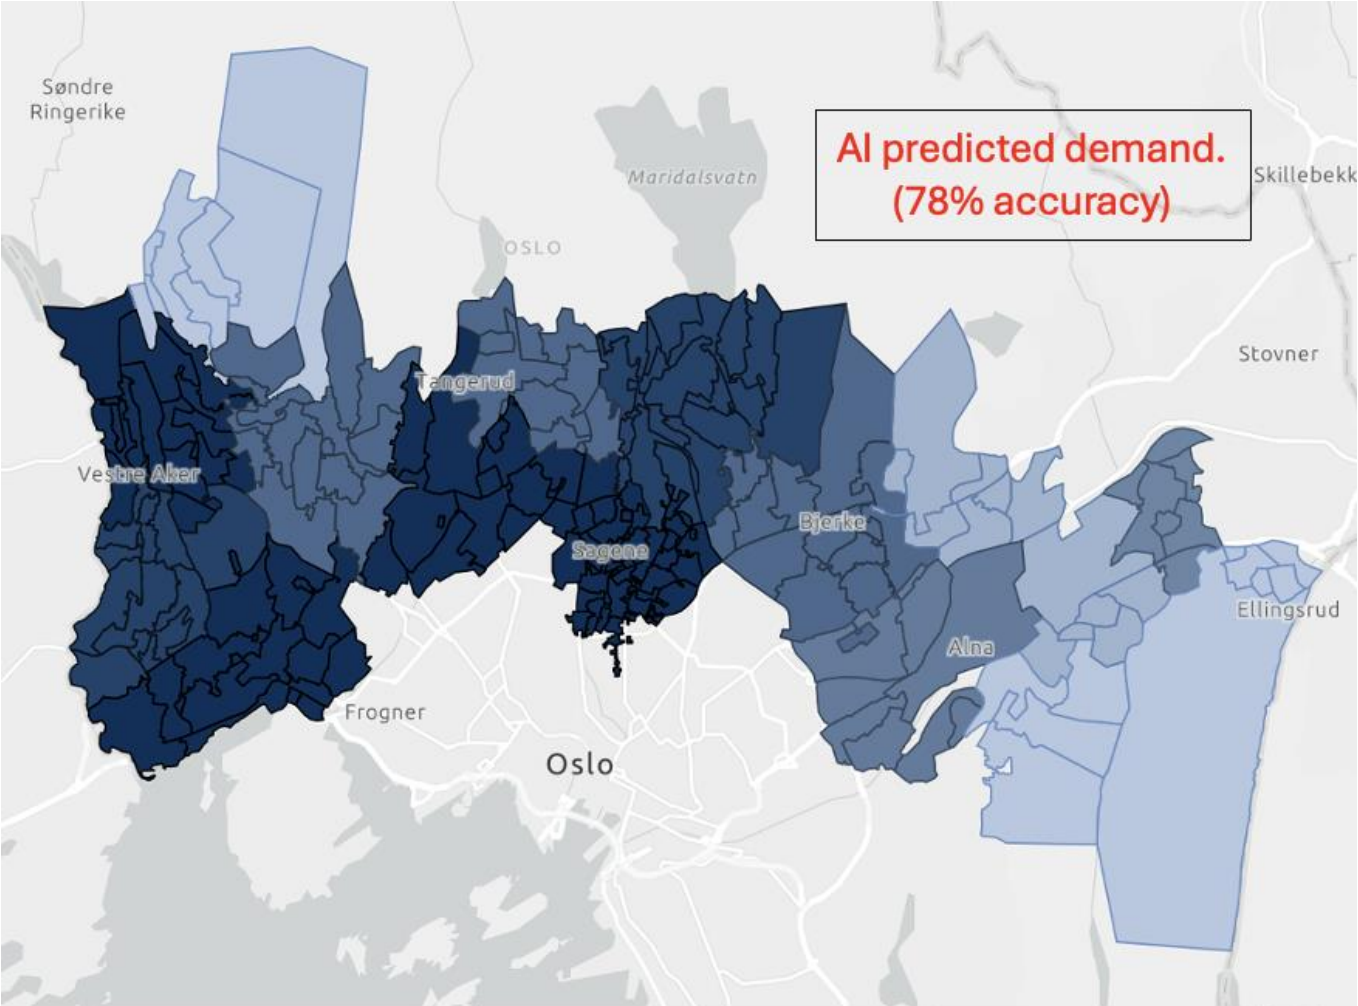 Søndre
Ringerike
AI predicted demand.
(78% accuracy)
Skillebekk
Maridalsvatn
OSLO
Stovner
Tangerud
Vestre Aker
Bjerke
Sagene
Ellingsrud
Alna
Frogner
Oslo